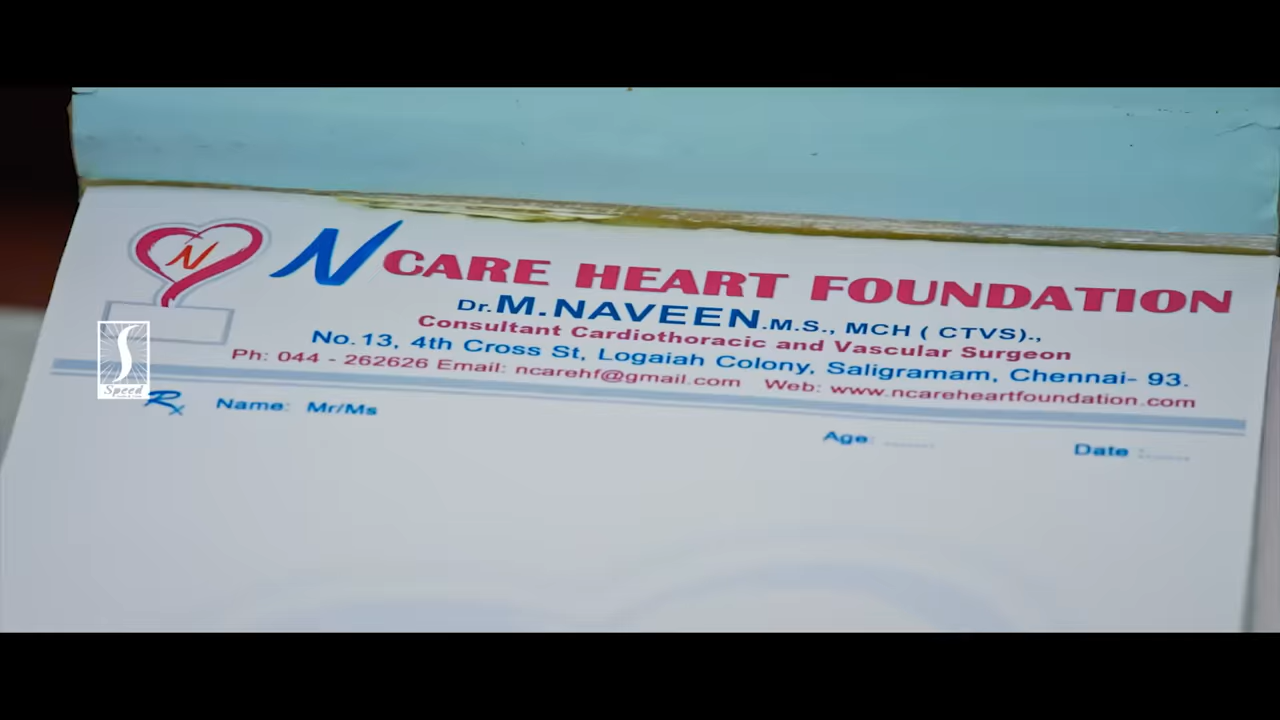 N CARE HEART FOUNDATION
Dr.M.NAVEEN.M.S., MCH ( CTVS).,
Consultant Cardiothoracic and Vascular Surgeon
No.13, 4th Cross St, Logaiah Colony, Saligramam, Chennai- 93.
Ph: 044 - 262626 Email: ncarehf@gmail.com Web: www.ncareheartfoundation.com
Rx Name: Mr/Ms Age: Date :
N
S
Speed